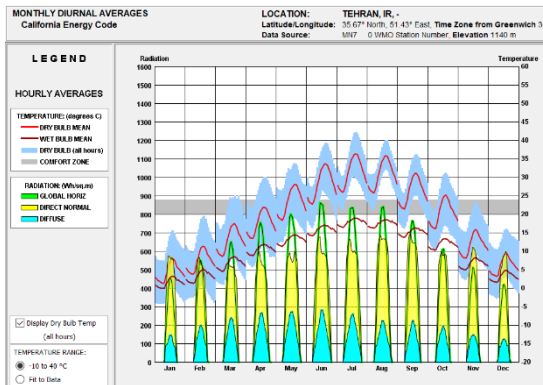 MONTHLY DIURNAL AVERAGES
California Energy Code
LOCATION: TEHRAN, IR, -
Latitude/Longitude: 35.67° North, 51.43° East, Time Zone from Greenwich 3
Data Source: MN7 0 WMO Station Number, Elevation 1140 m
LEGEND
HOURLY AVERAGES
TEMPERATURE: (degrees C)
DRY BULB MEAN
WET BULB MEAN
DRY BULB (all hours)
COMFORT ZONE
RADIATION: (Wh/sq.m)
GLOBAL HORIZ
DIRECT NORMAL
DIFFUSE
Display Dry Bulb Temp
(all hours)
TEMPERATURE RANGE:
-10 to 40 °C
Fit to Data
Radiation
Temperature
1600
1500
1400
1300
1200
1100
1000
900
800
700
600
500
400
300
200
100
0
60
55
50
45
40
35
30
25
20
15
10
5
0
-5
-10
-15
-20
Jan Feb Mar Apr May Jun Jul Aug Sep Oct Nov Dec